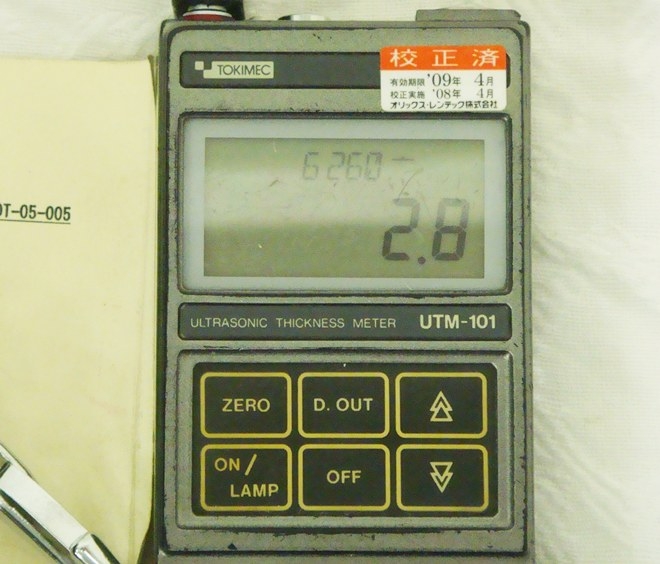 TOKIMEC
校正済
有効期限 '09年 4月
校正実施 '08年 4月
オリックス・レンテック株式会社
DT-05-005
6260
2.8
ULTRASONIC THICKNESS METER UTM-101
ZERO
D. OUT
ON/
LAMP
OFF